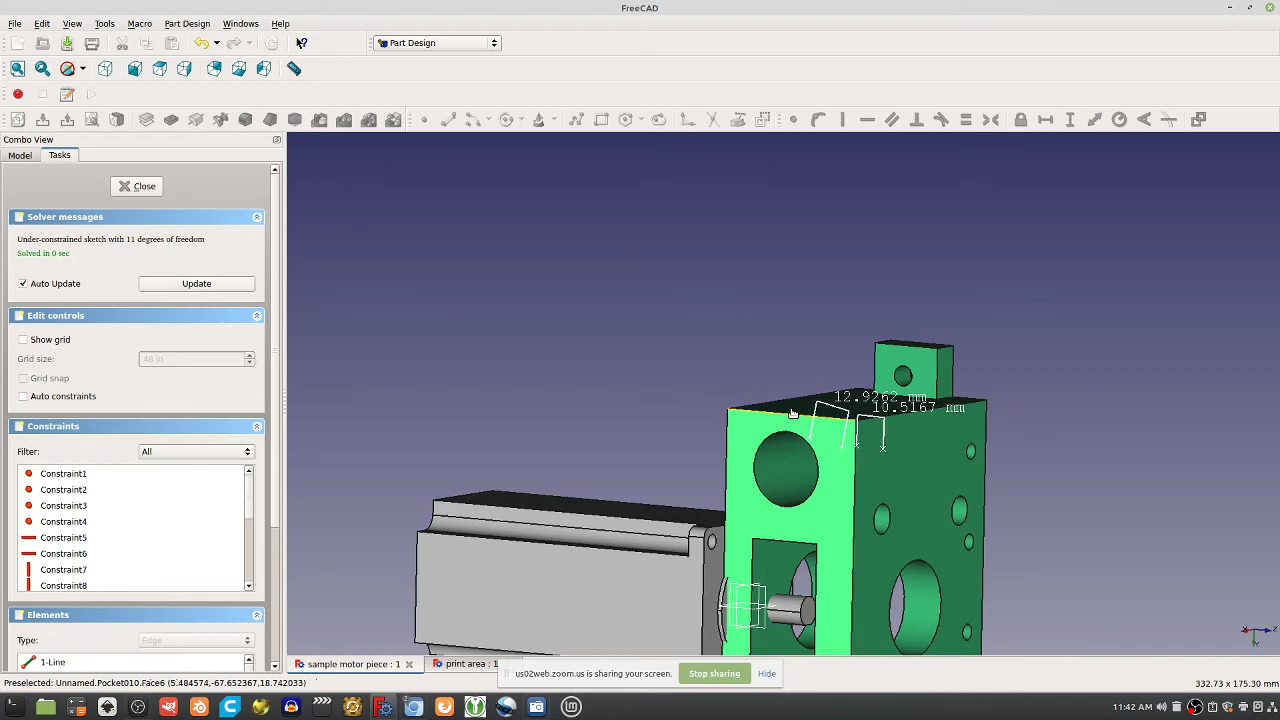 FreeCAD
File Edit View Tools Macro Part Design Windows Help
Part Design
Combo View
Model Tasks
Close
Solver messages
Under-constrained sketch with 11 degrees of freedom
Solved in 0 sec
Auto Update Update
Edit controls
Show grid
Grid size: 48 in
Grid snap
Auto constraints
Constraints
Filter: All
Constraint1
Constraint2
Constraint3
Constraint4
Constraint5
Constraint6
Constraint7
Constraint8
Elements
Type: Edge
1-Line
12.9262 mm
10.5167 mm
sample motor piece : 1 print area : 1
us02web.zoom.us is sharing your screen. Stop sharing Hide
Preselected: Unnamed.Pocket010.Face6 (5.484574,-67.652367,18.742033)
332.73 x 175.30 mm
11:42 AM